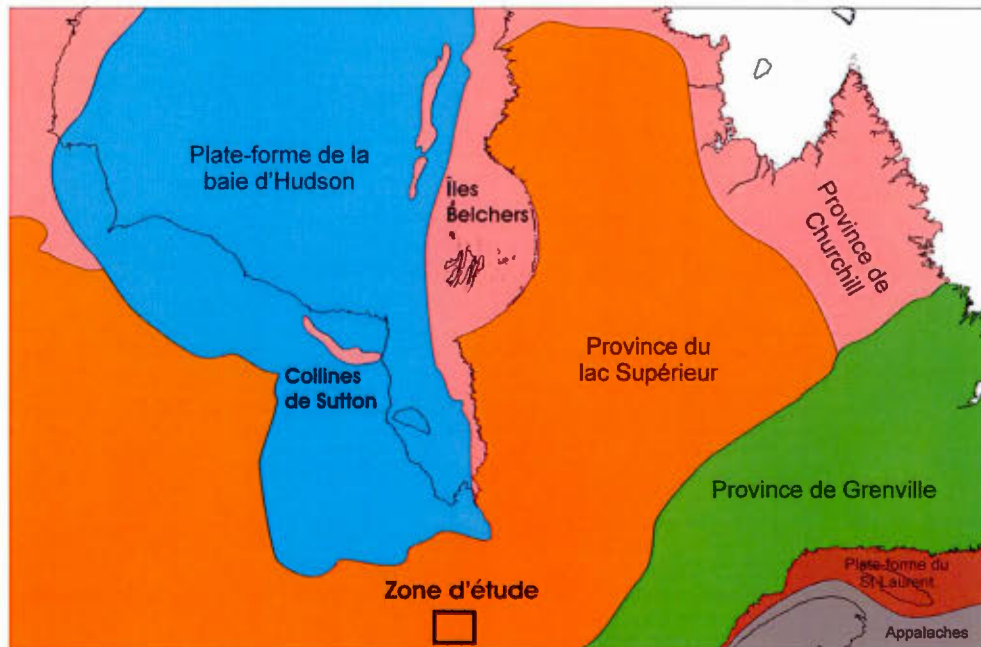 Plate-forme de la
baie d'Hudson
Îles
Belchers
Province de
Churchill
Province du
lac Supérieur
Collines
de Sutton
Province de Grenville
Zone d'étude
Plate-forme du
St-Laurent
Appalaches